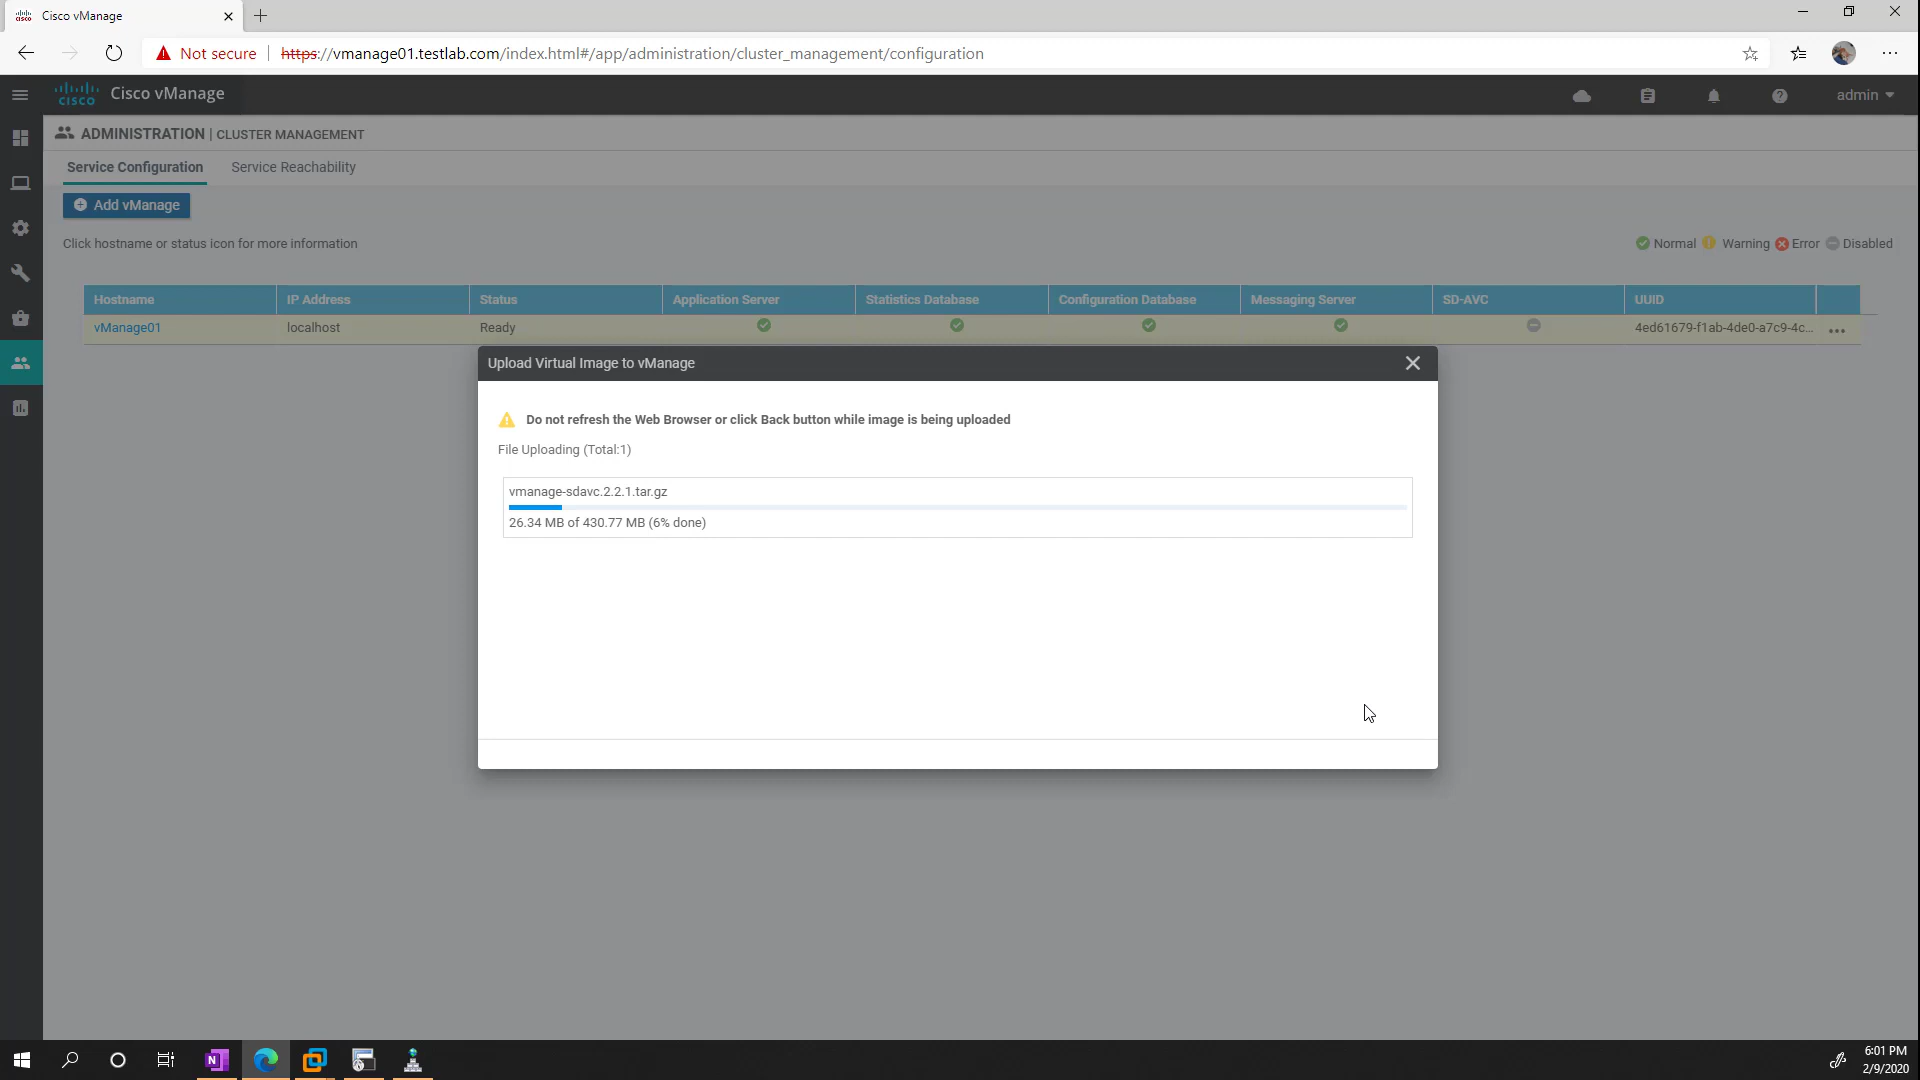 Cisco vManage
Not secure | https://vmanage01.testlab.com/index.html#/app/administration/cluster_management/configuration
cisco Cisco vManage
admin
ADMINISTRATION | CLUSTER MANAGEMENT
Service Configuration Service Reachability
Add vManage
Click hostname or status icon for more information
Normal Warning Error Disabled
Hostname IP Address Status Application Server Statistics Database Configuration Database Messaging Server SD-AVC UUID
vManage01 localhost Ready 4ed61679-f1ab-4de0-a7c9-4c...
Upload Virtual Image to vManage
Do not refresh the Web Browser or click Back button while image is being uploaded
File Uploading (Total:1)
vmanage-sdavc.2.2.1.tar.gz
26.34 MB of 430.77 MB (6% done)
6:01 PM
2/9/2020